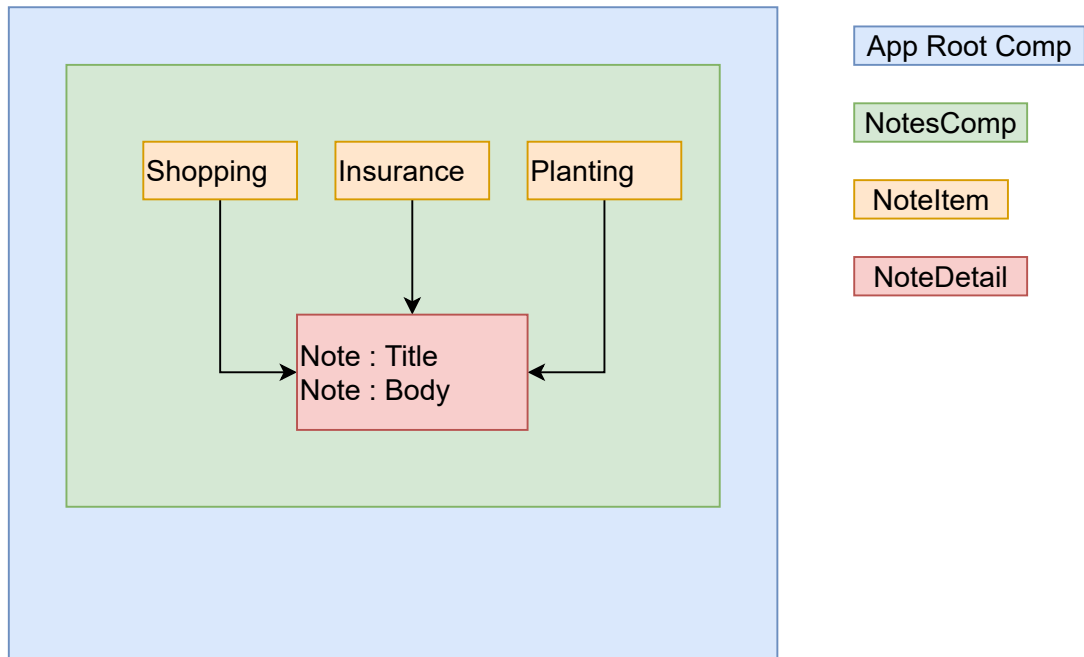 App Root Comp
NotesComp
Shopping
Insurance
Planting
NoteItem
NoteDetail
Note : Title
Note : Body